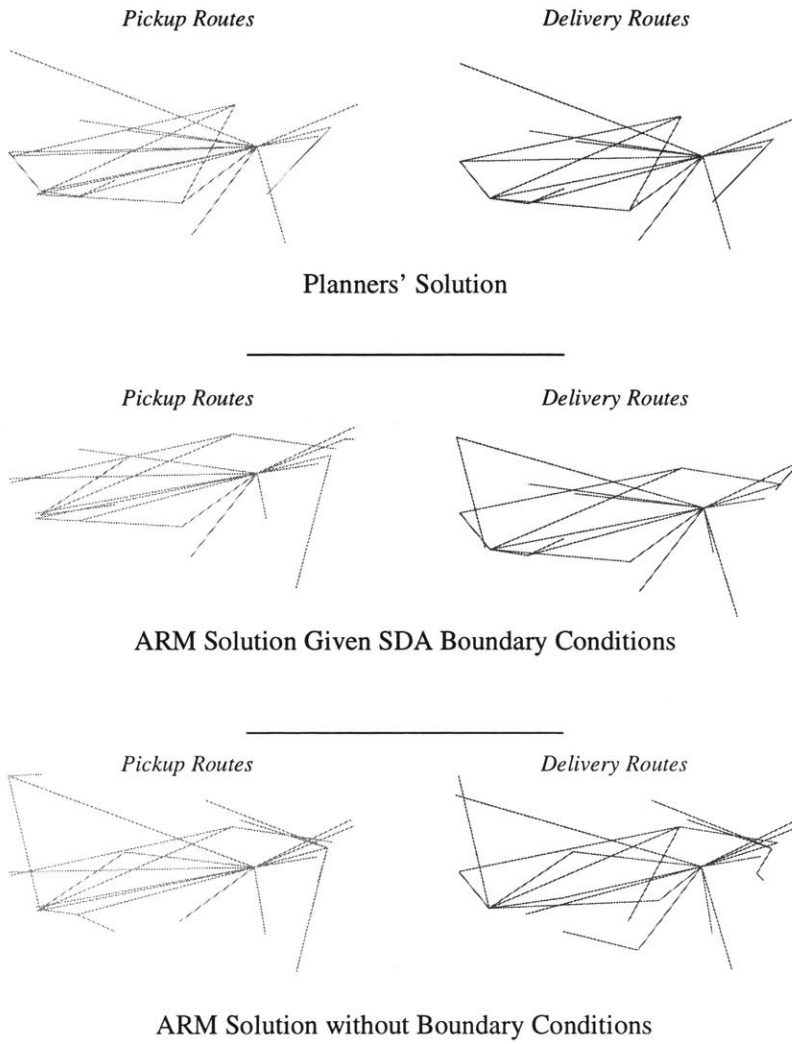 Pickup Routes
Delivery Routes
Planners’ Solution
Pickup Routes
Delivery Routes
ARM Solution Given SDA Boundary Conditions
Pickup Routes
Delivery Routes
ARM Solution without Boundary Conditions